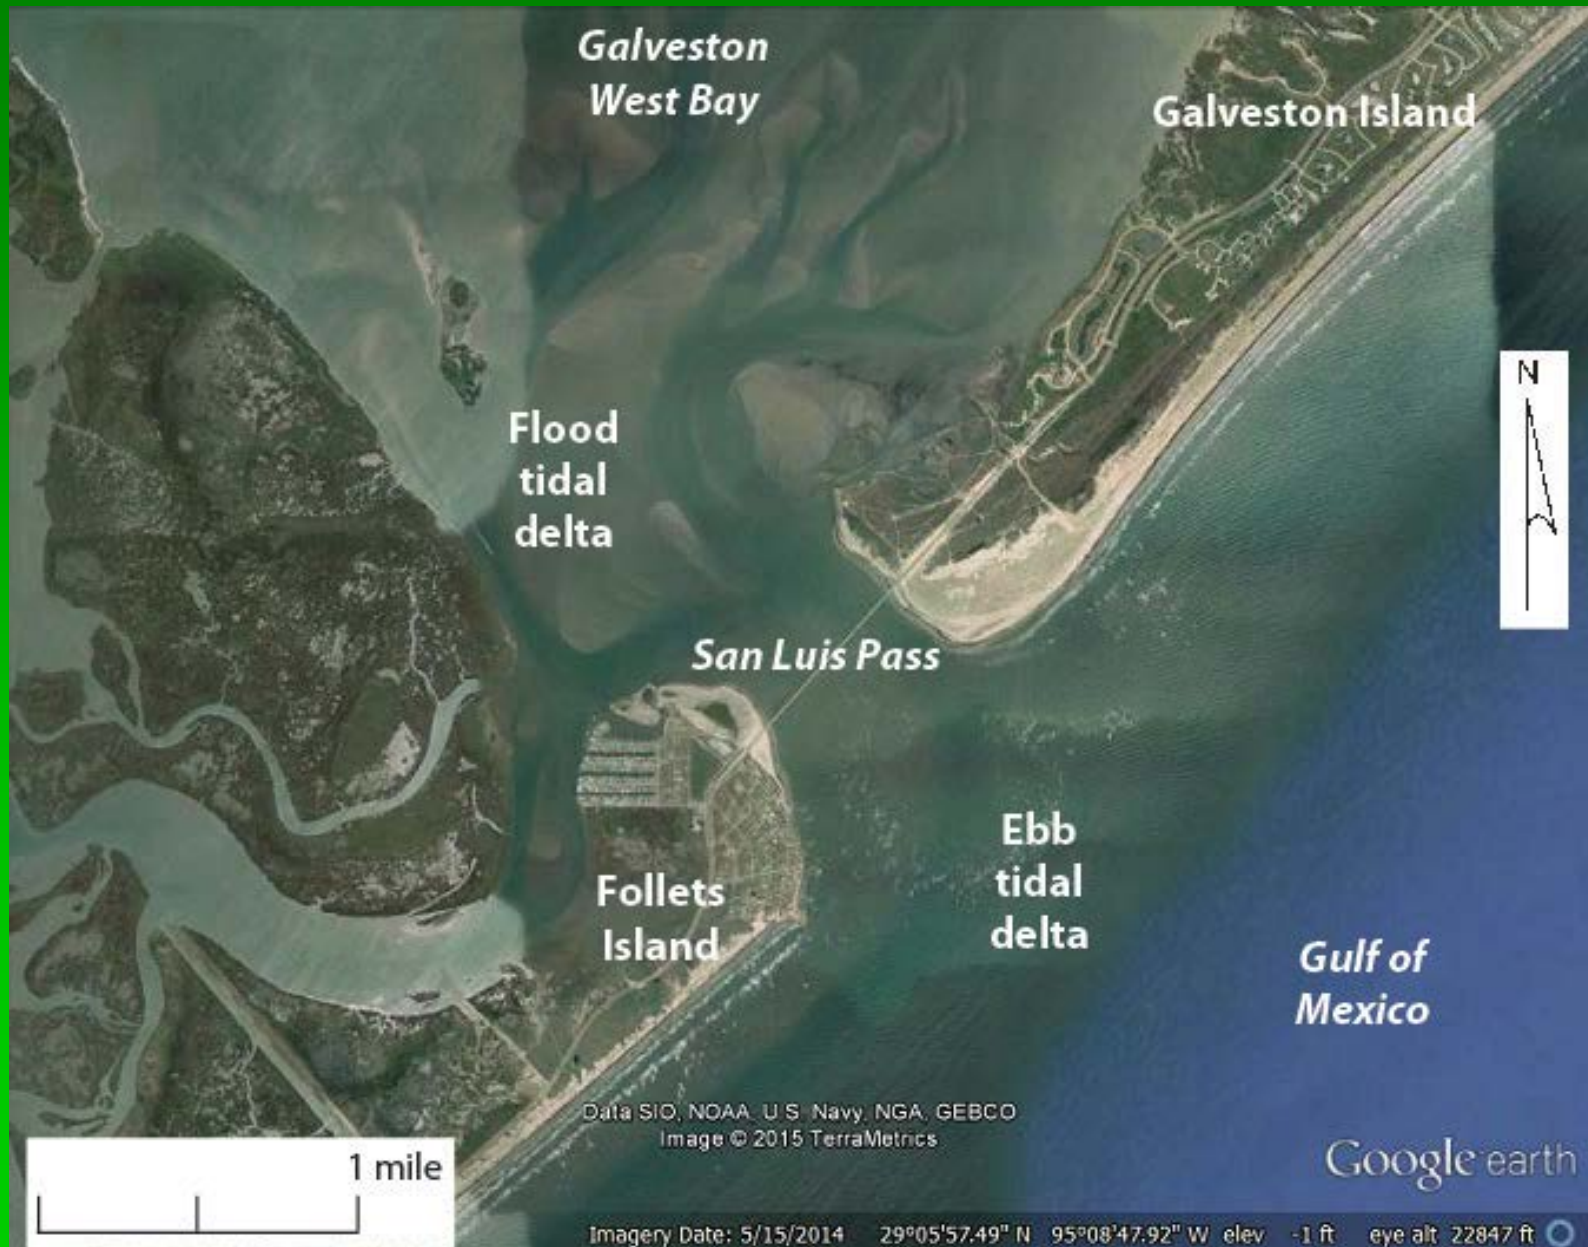 Galveston
West Bay
Galveston Island
N
Flood
tidal
delta
San Luis Pass
Ebb
tidal
delta
Follets
Island
Gulf of
Mexico
Data SIO, NOAA, U.S. Navy, NGA, GEBCO
Image © 2015 TerraMetrics
1 mile
Google earth
Imagery Date: 5/15/2014 29°05'57.49" N 95°08'47.92" W elev -1 ft eye alt 22847 ft